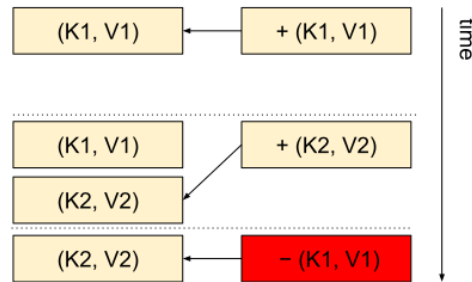 (K1, V1)
+ (K1, V1)
time
(K1, V1)
+ (K2, V2)
(K2, V2)
(K2, V2)
− (K1, V1)